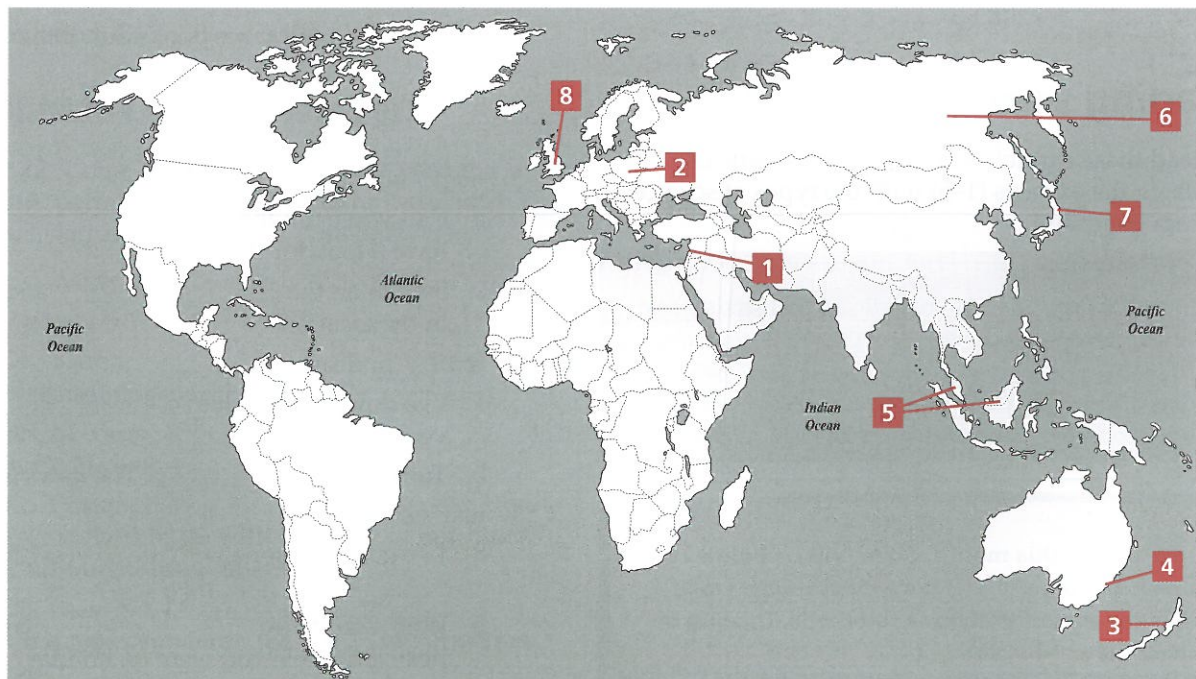 8
6
2
7
1
Atlantic
Ocean
Pacific
Ocean
Pacific
Ocean
5
Indian
Ocean
4
3